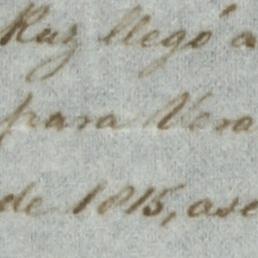 Ruz llegó a
para Vera
de 1815, ase